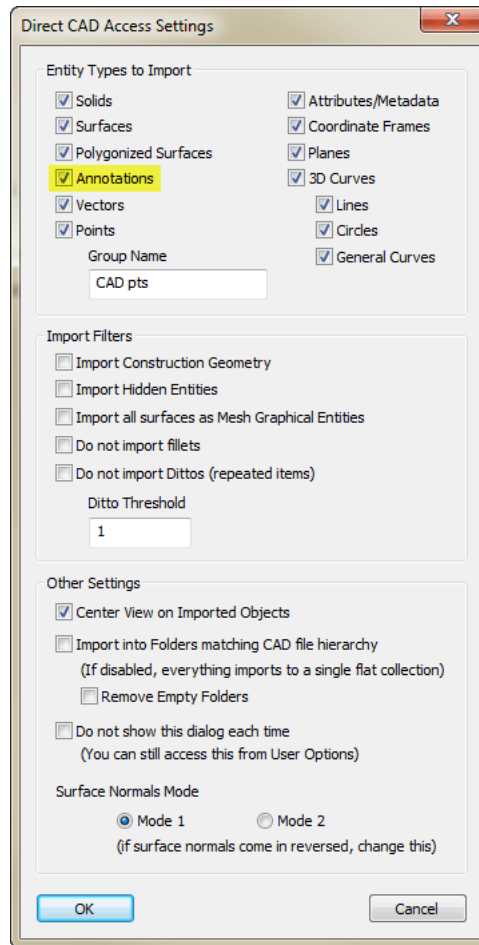 Direct CAD Access Settings
Entity Types to Import
Solids
Surfaces
Polygonized Surfaces
Annotations
Vectors
Points
Group Name
CAD pts
Attributes/Metadata
Coordinate Frames
Planes
3D Curves
Lines
Circles
General Curves
Import Filters
Import Construction Geometry
Import Hidden Entities
Import all surfaces as Mesh Graphical Entities
Do not import fillets
Do not import Dittos (repeated items)
Ditto Threshold
1
Other Settings
Center View on Imported Objects
Import into Folders matching CAD file hierarchy
(If disabled, everything imports to a single flat collection)
Remove Empty Folders
Do not show this dialog each time
(You can still access this from User Options)
Surface Normals Mode
Mode 1
Mode 2
(if surface normals come in reversed, change this)
OK
Cancel